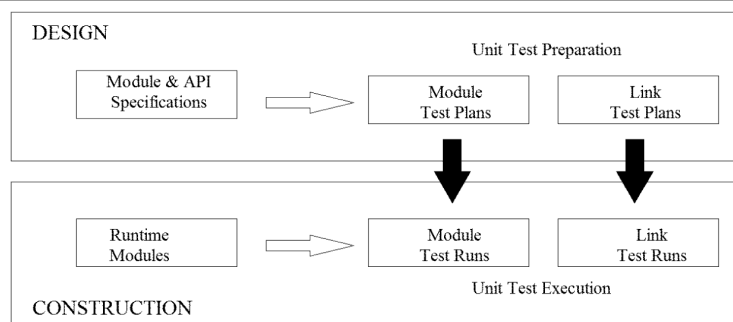 DESIGN
Unit Test Preparation
Module & API
Specifications
Module
Test Plans
Link
Test Plans
Runtime
Modules
Module
Test Runs
Link
Test Runs
Unit Test Execution
CONSTRUCTION